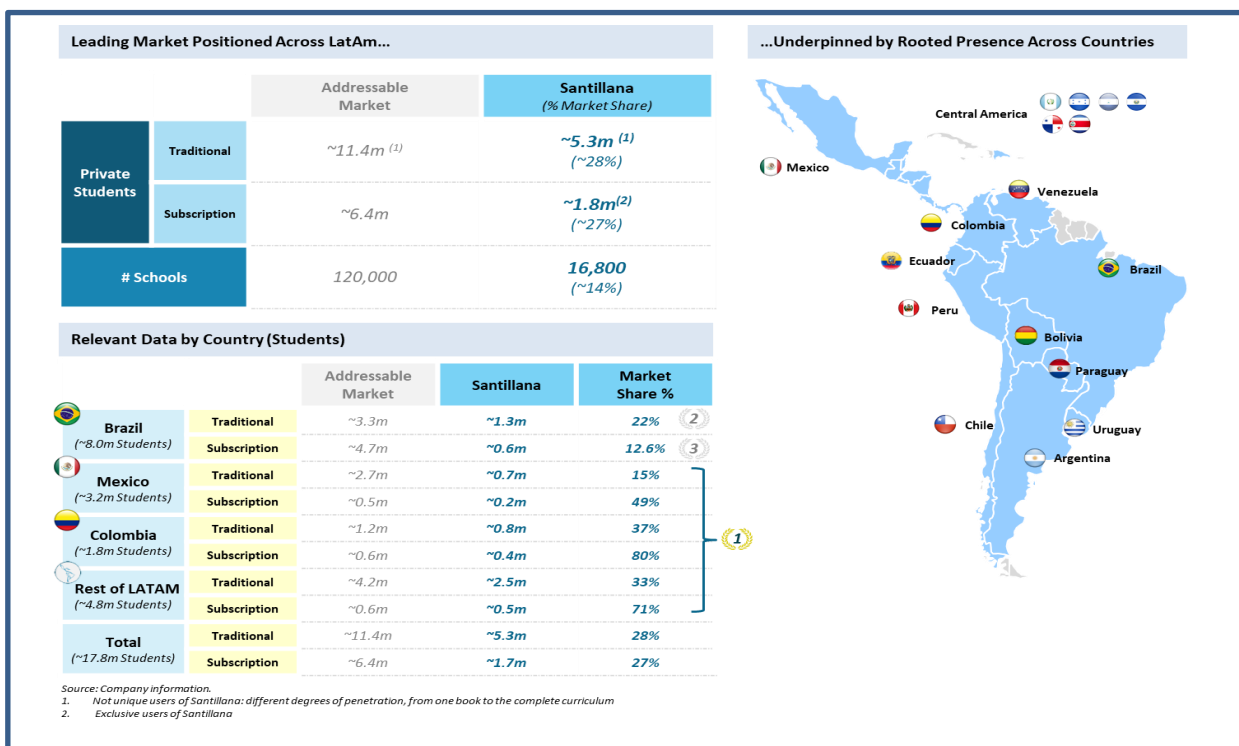 Leading Market Positioned Across LatAm...
Addressable
Market
Santillana
(% Market Share)
Private
Students
Traditional
~11.4m (1)
~5.3m (1)
(~28%)
Subscription
~6.4m
~1.8m(2)
(~27%)
# Schools
120,000
16,800
(~14%)
Relevant Data by Country (Students)
Addressable
Market
Santillana
Market
Share %
Brazil
(~8.0m Students)
Traditional
~3.3m
~1.3m
22%
2
Subscription
~4.7m
~0.6m
12.6%
3
Mexico
(~3.2m Students)
Traditional
~2.7m
~0.7m
15%
Subscription
~0.5m
~0.2m
49%
Colombia
(~1.8m Students)
Traditional
~1.2m
~0.8m
37%
Subscription
~0.6m
~0.4m
80%
1
Rest of LATAM
(~4.8m Students)
Traditional
~4.2m
~2.5m
33%
Subscription
~0.6m
~0.5m
71%
Total
(~17.8m Students)
Traditional
~11.4m
~5.3m
28%
Subscription
~6.4m
~1.7m
27%
Source: Company information.
1. Not unique users of Santillana: different degrees of penetration, from one book to the complete curriculum
2. Exclusive users of Santillana
...Underpinned by Rooted Presence Across Countries
Central America
Mexico
Venezuela
Colombia
Ecuador
Brazil
Peru
Bolivia
Paraguay
Chile
Uruguay
Argentina